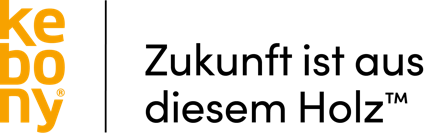 ke
bo
ny®
Zukunft ist aus
diesem Holz™